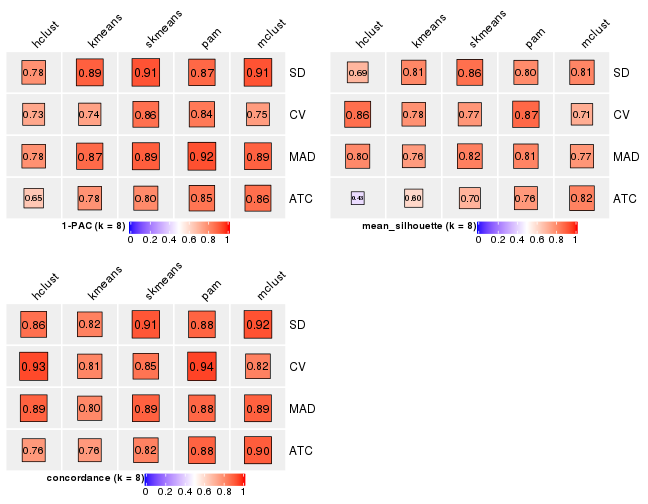 hclust kmeans skmeans pam mclust
0.78 0.89 0.91 0.87 0.91 SD
0.73 0.74 0.86 0.84 0.75 CV
0.78 0.87 0.89 0.92 0.89 MAD
0.65 0.78 0.80 0.85 0.86 ATC
1-PAC (k = 8)
0 0.2 0.4 0.6 0.8 1
hclust kmeans skmeans pam mclust
0.69 0.81 0.86 0.80 0.81 SD
0.86 0.78 0.77 0.87 0.71 CV
0.80 0.76 0.82 0.81 0.77 MAD
0.43 0.60 0.70 0.76 0.82 ATC
mean_silhouette (k = 8)
0 0.2 0.4 0.6 0.8 1
hclust kmeans skmeans pam mclust
0.86 0.82 0.91 0.88 0.92 SD
0.93 0.81 0.85 0.94 0.82 CV
0.89 0.80 0.89 0.88 0.89 MAD
0.76 0.76 0.82 0.88 0.90 ATC
concordance (k = 8)
0 0.2 0.4 0.6 0.8 1